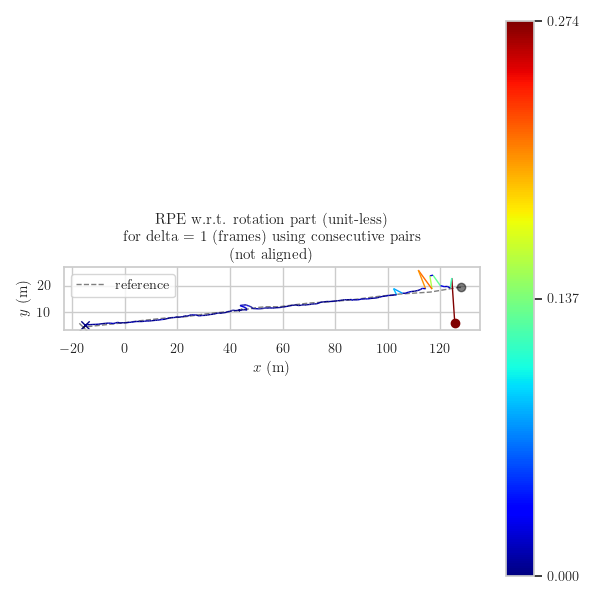 RPE w.r.t. rotation part (unit-less)
for delta = 1 (frames) using consecutive pairs
(not aligned)
reference
y (m)
20
10
−20 0 20 40 60 80 100 120
x (m)
0.274
0.137
0.000